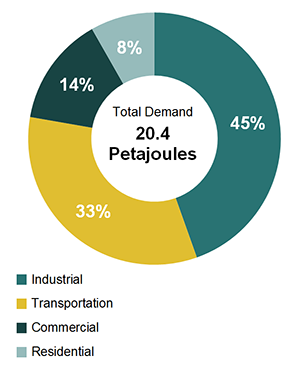 8%
14%
45%
33%
Total Demand
20.4
Petajoules
Industrial
Transportation
Commercial
Residential